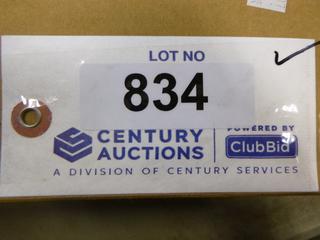 LOT NO
834
CENTURY
AUCTIONS
POWERED BY
ClubBid
A DIVISION OF CENTURY SERVICES